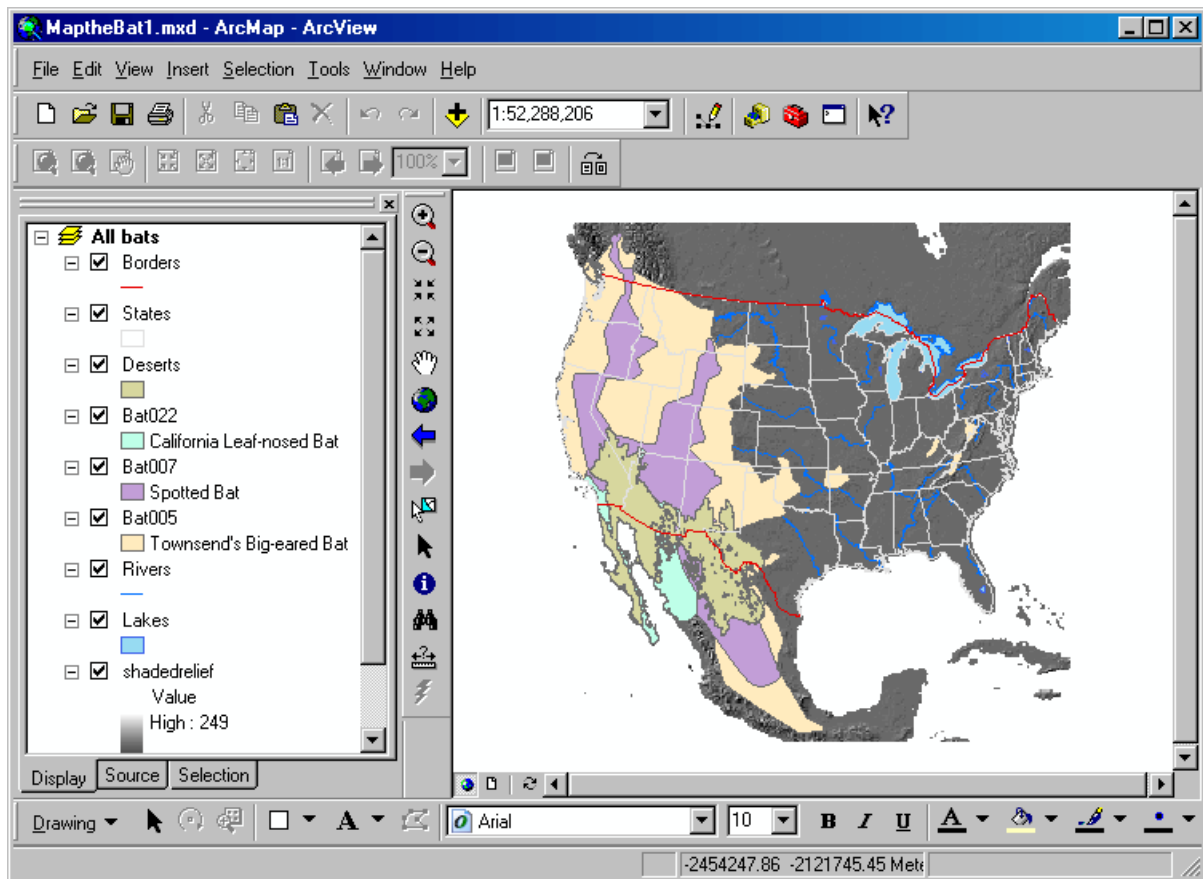 MaptheBat1.mxd - ArcMap - ArcView
File Edit View Insert Selection Tools Window Help
1:52,288,206
1:1
100%
All bats
Borders
States
Deserts
Bat022
California Leaf-nosed Bat
Bat007
Spotted Bat
Bat005
Townsend's Big-eared Bat
Rivers
Lakes
shadedrelief
Value
High : 249
Display Source Selection
Drawing A Arial 10 B I U A
-2454247.86 -2121745.45 Mete